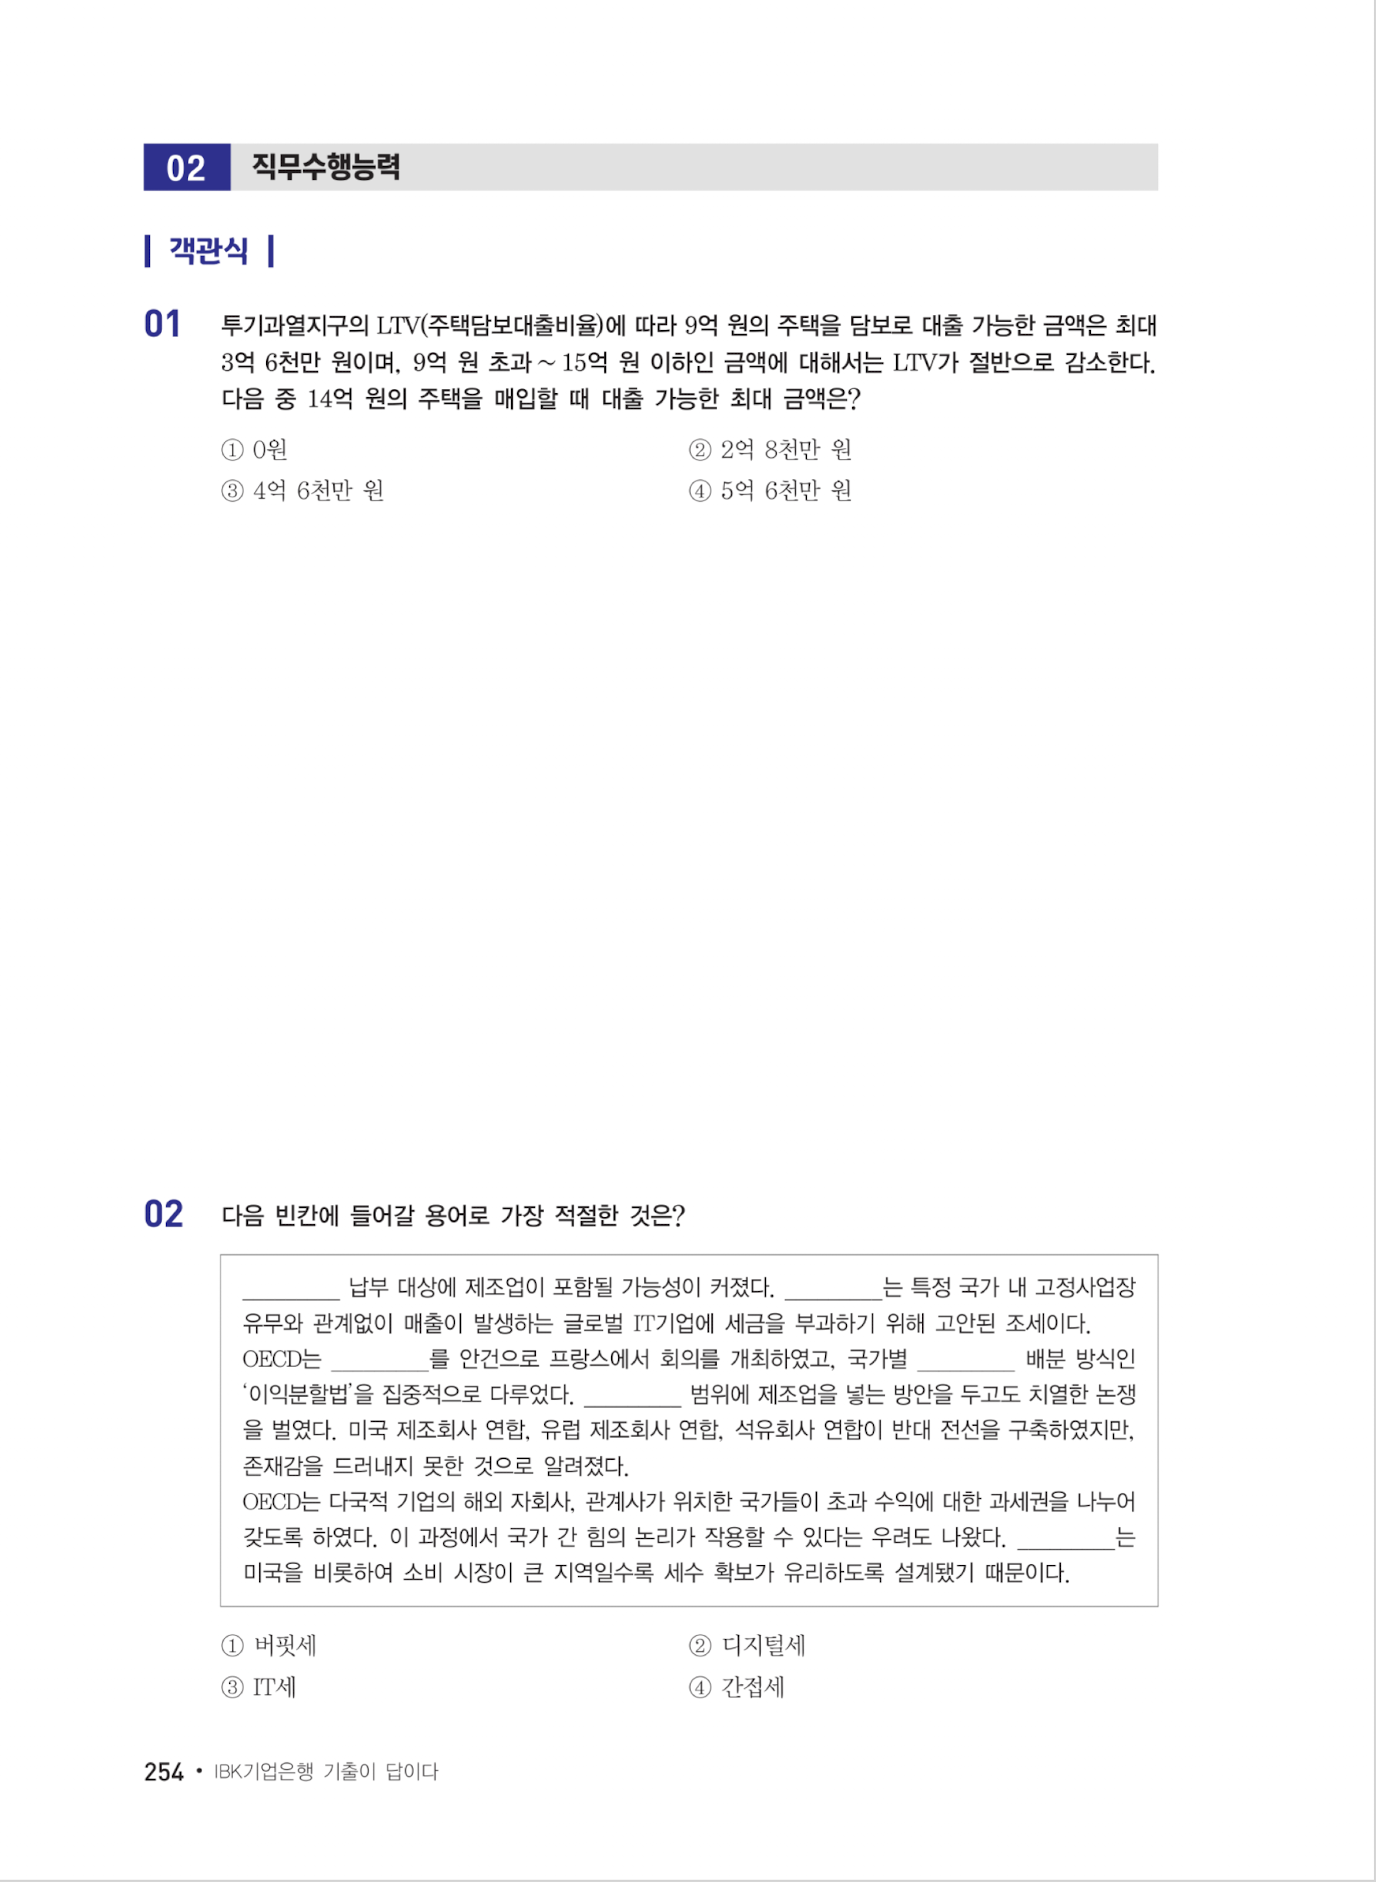 02 직무수행능력
객관식
01 투기과열지구의 LTV(주택담보대출비율)에 따라 9억 원의 주택을 담보로 대출 가능한 금액은 최대
3억 6천만 원이며, 9억 원 초과 ~ 15억 원 이하인 금액에 대해서는 LTV가 절반으로 감소한다.
다음 중 14억 원의 주택을 매입할 때 대출 가능한 최대 금액은?
① 0원 ② 2억 8천만 원
③ 4억 6천만 원 ④ 5억 6천만 원
02 다음 빈칸에 들어갈 용어로 가장 적절한 것은?
________ 납부 대상에 제조업이 포함될 가능성이 커졌다. ________는 특정 국가 내 고정사업장
유무와 관계없이 매출이 발생하는 글로벌 IT기업에 세금을 부과하기 위해 고안된 조세이다.
OECD는 ________를 안건으로 프랑스에서 회의를 개최하였고, 국가별 ________ 배분 방식인
‘이익분할법’을 집중적으로 다루었다. ________ 범위에 제조업을 넣는 방안을 두고도 치열한 논쟁
을 벌였다. 미국 제조회사 연합, 유럽 제조회사 연합, 석유회사 연합이 반대 전선을 구축하였지만,
존재감을 드러내지 못한 것으로 알려졌다.
OECD는 다국적 기업의 해외 자회사, 관계사가 위치한 국가들이 초과 수익에 대한 과세권을 나누어
갖도록 하였다. 이 과정에서 국가 간 힘의 논리가 작용할 수 있다는 우려도 나왔다. ________는
미국을 비롯하여 소비 시장이 큰 지역일수록 세수 확보가 유리하도록 설계됐기 때문이다.
① 버핏세 ② 디지털세
③ IT세 ④ 간접세
254 • IBK기업은행 기출이 답이다